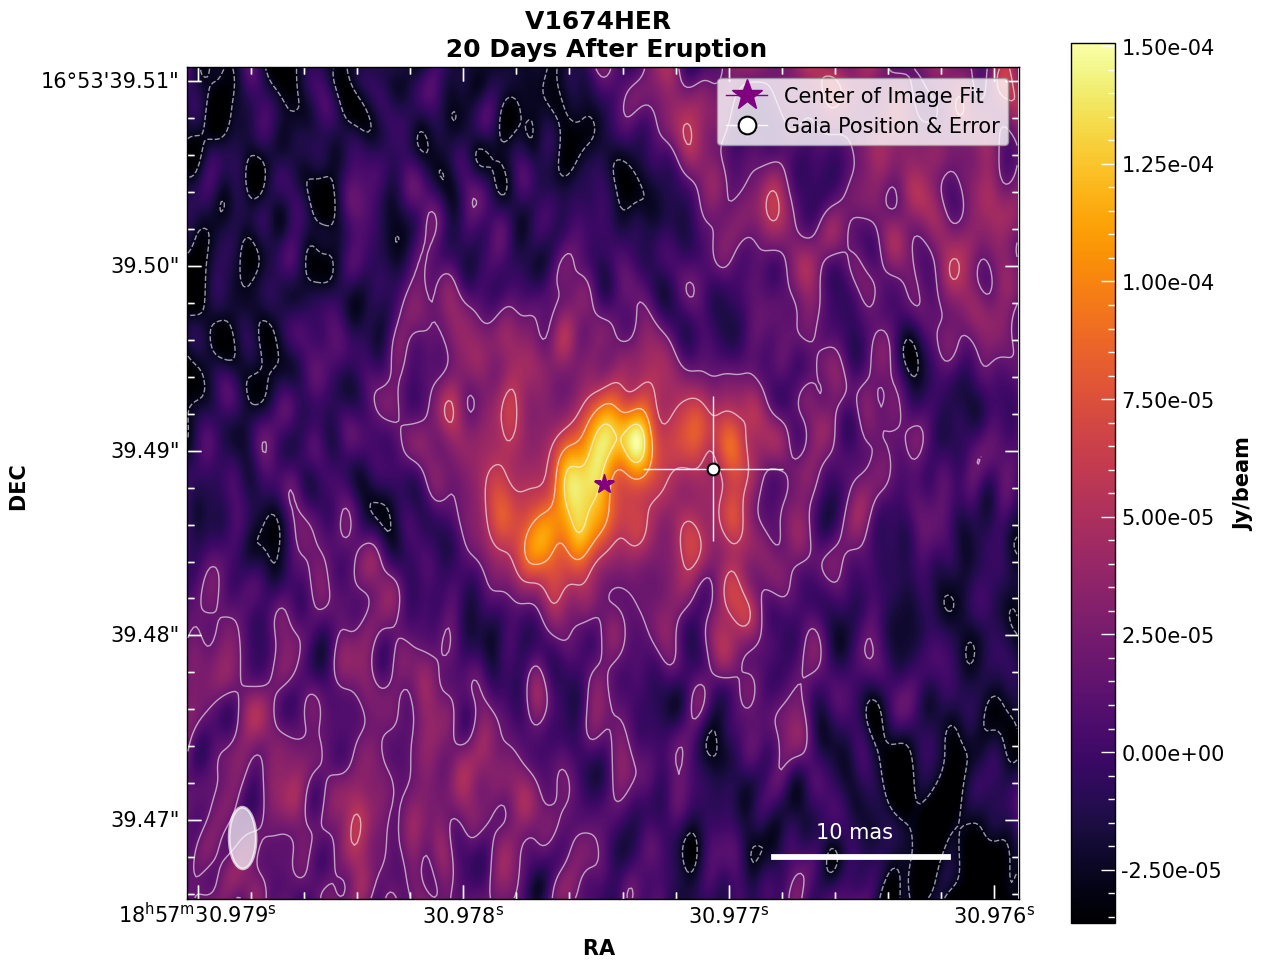 V1674HER
20 Days After Eruption
Center of Image Fit
Gaia Position & Error
16°53'39.51"
39.50"
39.49"
39.48"
39.47"
DEC
10 mas
18ʰ57ᵐ30.979ˢ
30.978ˢ
30.977ˢ
30.976ˢ
RA
1.50e-04
1.25e-04
1.00e-04
7.50e-05
5.00e-05
2.50e-05
0.00e+00
-2.50e-05
Jy/beam